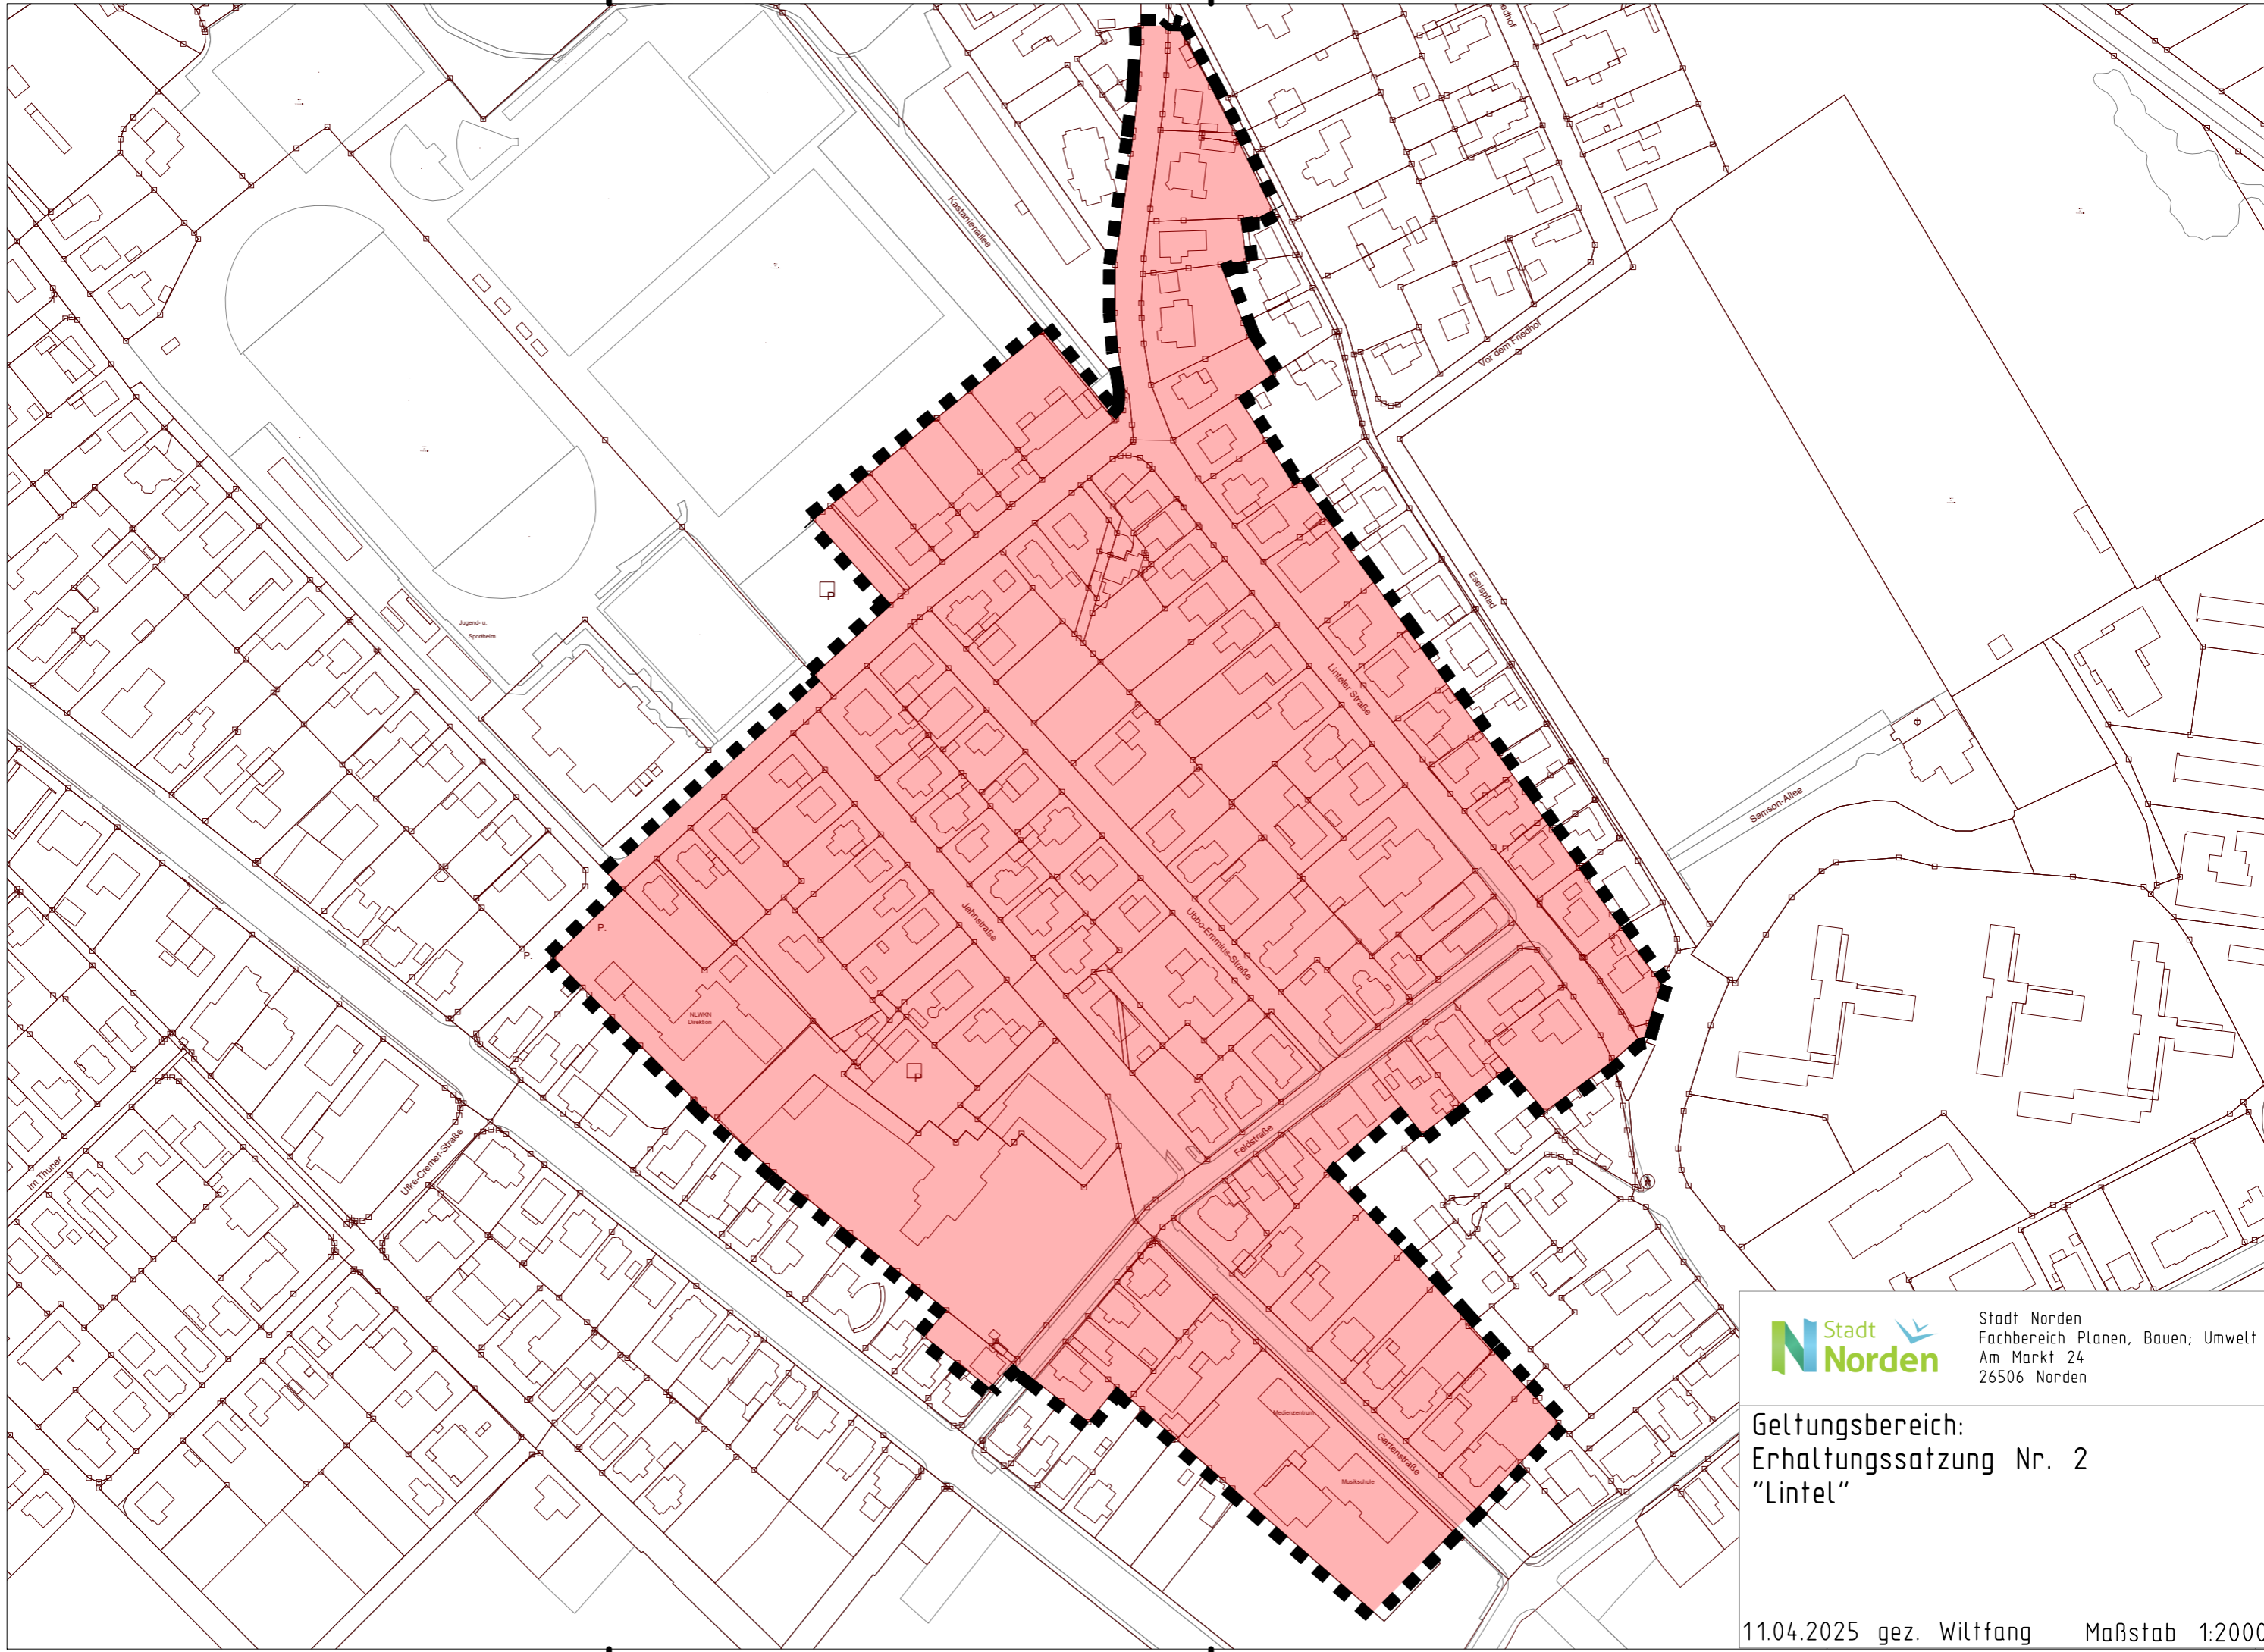 Kastanienallee
Vor dem Friedhof
Jugend- u.
Sportheim
P
Eselspfad
Linteler Straße
Samson-Allee
Jahnstraße
Ubbo-Emmius-Straße
P.
P.
NLWKN
Direktion
P
Im Thuner
Ufke-Cremer-Straße
Feldstraße
Medienzentrum
Gartenstraße
Musikschule
Stadt
Norden
Stadt Norden
Fachbereich Planen, Bauen; Umwelt
Am Markt 24
26506 Norden
Geltungsbereich:
Erhaltungssatzung Nr. 2
"Lintel"
11.04.2025 gez. Wiltfang Maßstab 1:2000